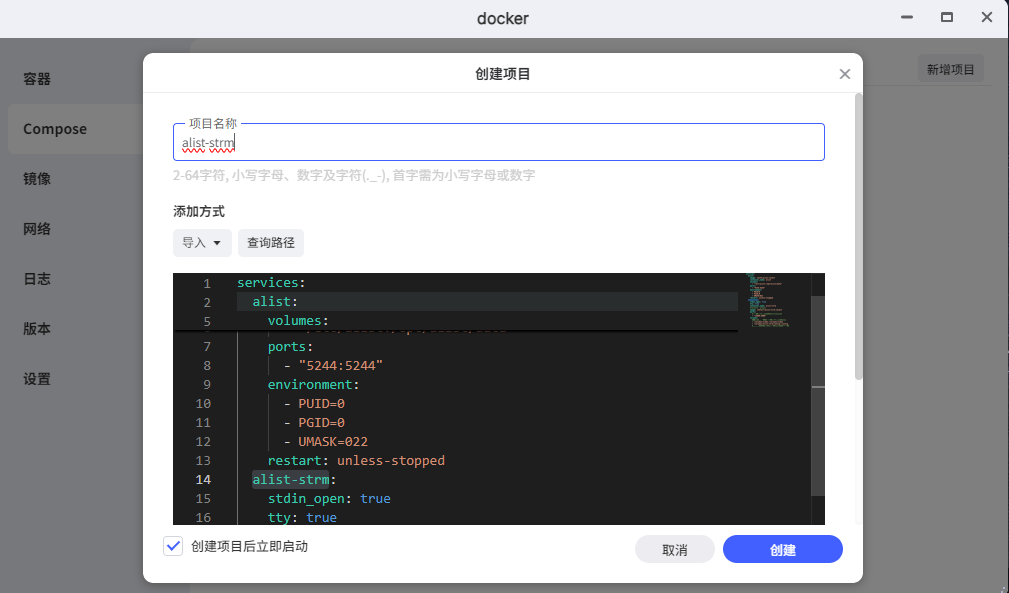 docker
容器
Compose
镜像
网络
日志
版本
设置
新增项目
创建项目
项目名称
alist-strm
2-64字符, 小写字母、数字及字符(._-), 首字需为小写字母或数字
添加方式
导入
查询路径
1 services:
2 alist:
5 volumes:
7 ports:
8 - "5244:5244"
9 environment:
10 - PUID=0
11 - PGID=0
12 - UMASK=022
13 restart: unless-stopped
14 alist-strm:
15 stdin_open: true
16 tty: true
创建项目后立即启动
取消
创建